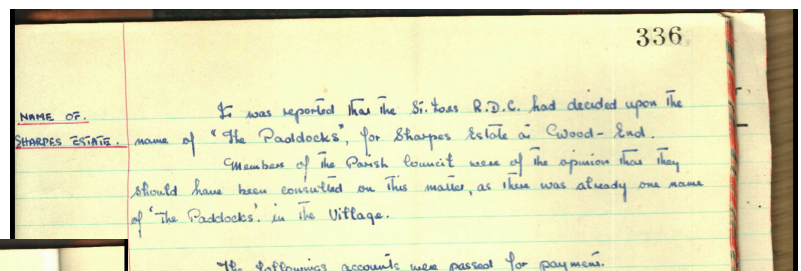 336
NAME OF.
SHARPES ESTATE.
It was reported that the St. Ives R.D.C. had decided upon the
name of "The Paddocks", for Sharpes Estate at Wood-End.
Members of the Parish Council were of the opinion that they
should have been consulted on this matter, as there was already one name
of "The Paddocks". in the Village.
The followings accounts were passed for payment.